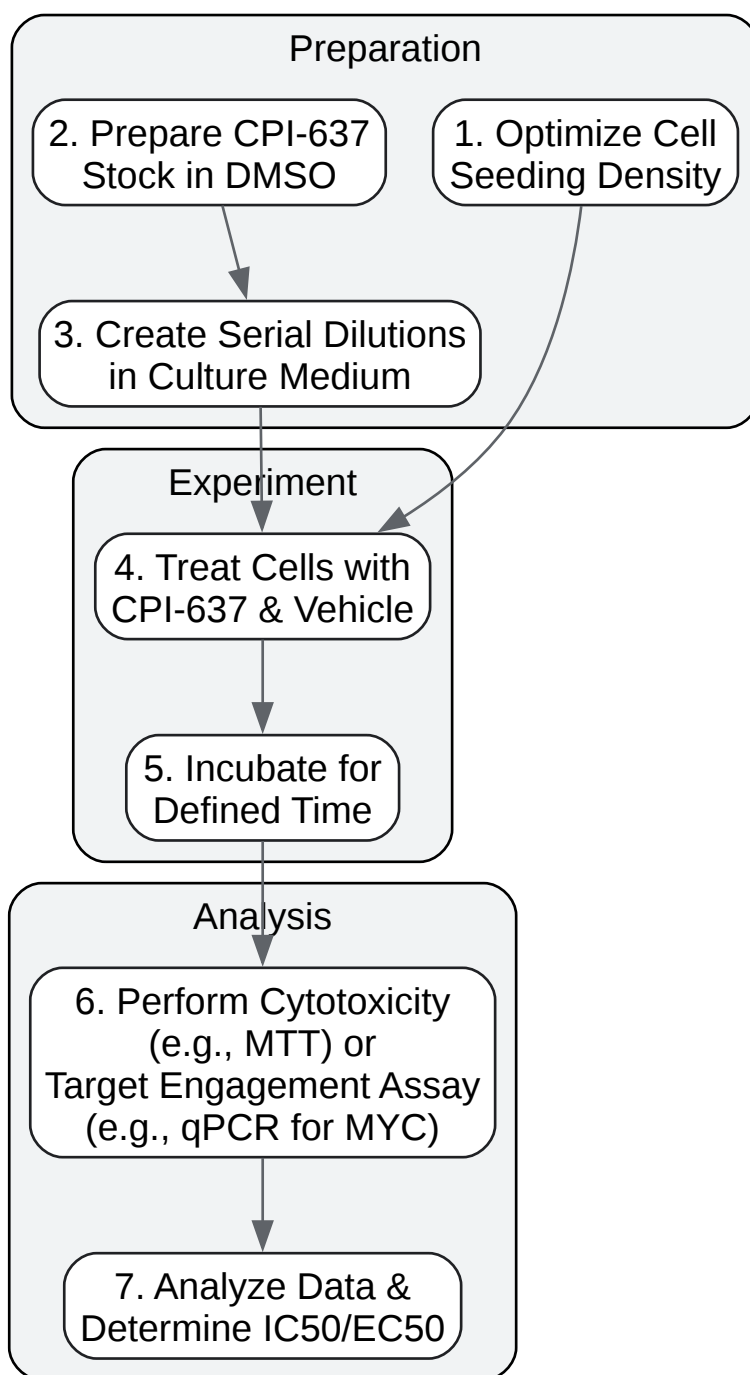 Preparation
2. Prepare CPI-637
Stock in DMSO
1. Optimize Cell
Seeding Density
3. Create Serial Dilutions
in Culture Medium
Experiment
4. Treat Cells with
CPI-637 & Vehicle
5. Incubate for
Defined Time
Analysis
6. Perform Cytotoxicity
(e.g., MTT) or
Target Engagement Assay
(e.g., qPCR for MYC)
7. Analyze Data &
Determine IC50/EC50